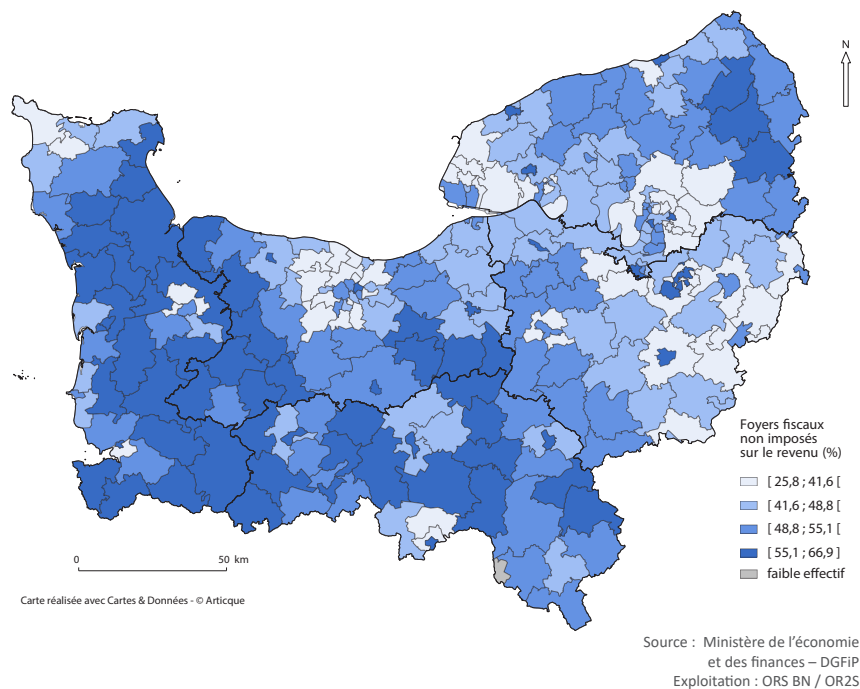 N
Foyers fiscaux
non imposés
sur le revenu (%)
[ 25,8 ; 41,6 [
[ 41,6 ; 48,8 [
[ 48,8 ; 55,1 [
[ 55,1 ; 66,9 ]
faible effectif
0 50 km
Carte réalisée avec Cartes & Données - © Articque
Source : Ministère de l'économie
et des finances – DGFiP
Exploitation : ORS BN / OR2S